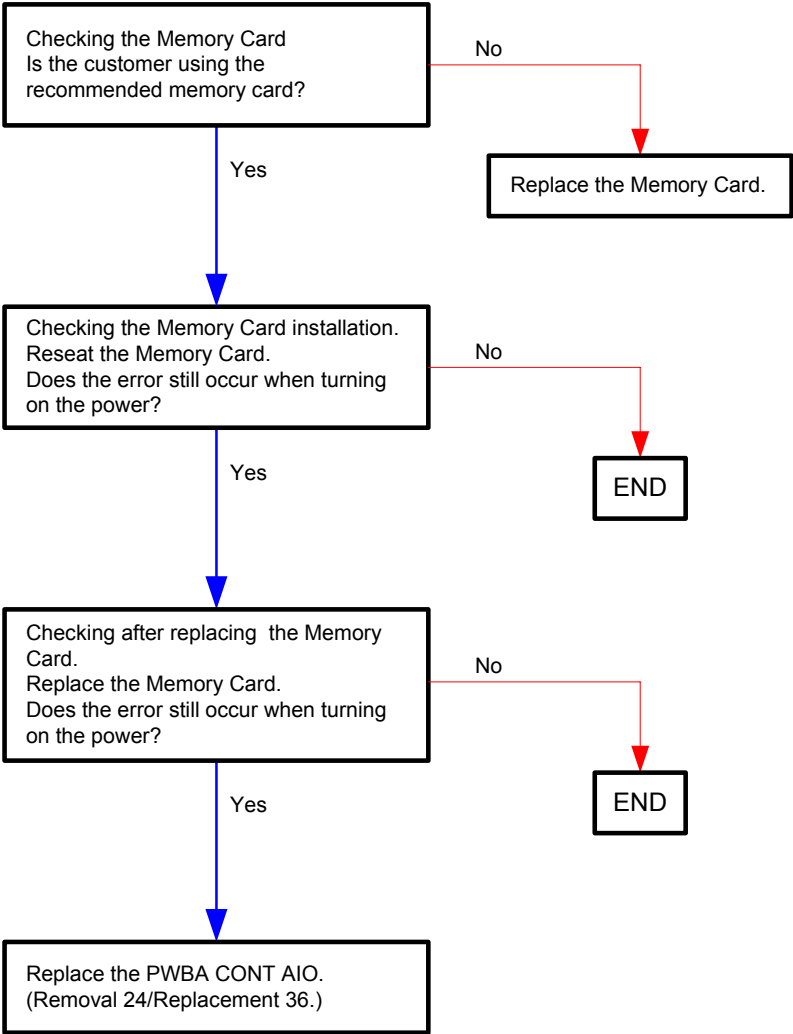 Checking the Memory Card
Is the customer using the
recommended memory card?
No
Yes
Replace the Memory Card.
Checking the Memory Card installation.
Reseat the Memory Card.
Does the error still occur when turning
on the power?
No
Yes
END
Checking after replacing the Memory
Card.
Replace the Memory Card.
Does the error still occur when turning
on the power?
No
Yes
END
Replace the PWBA CONT AIO.
(Removal 24/Replacement 36.)